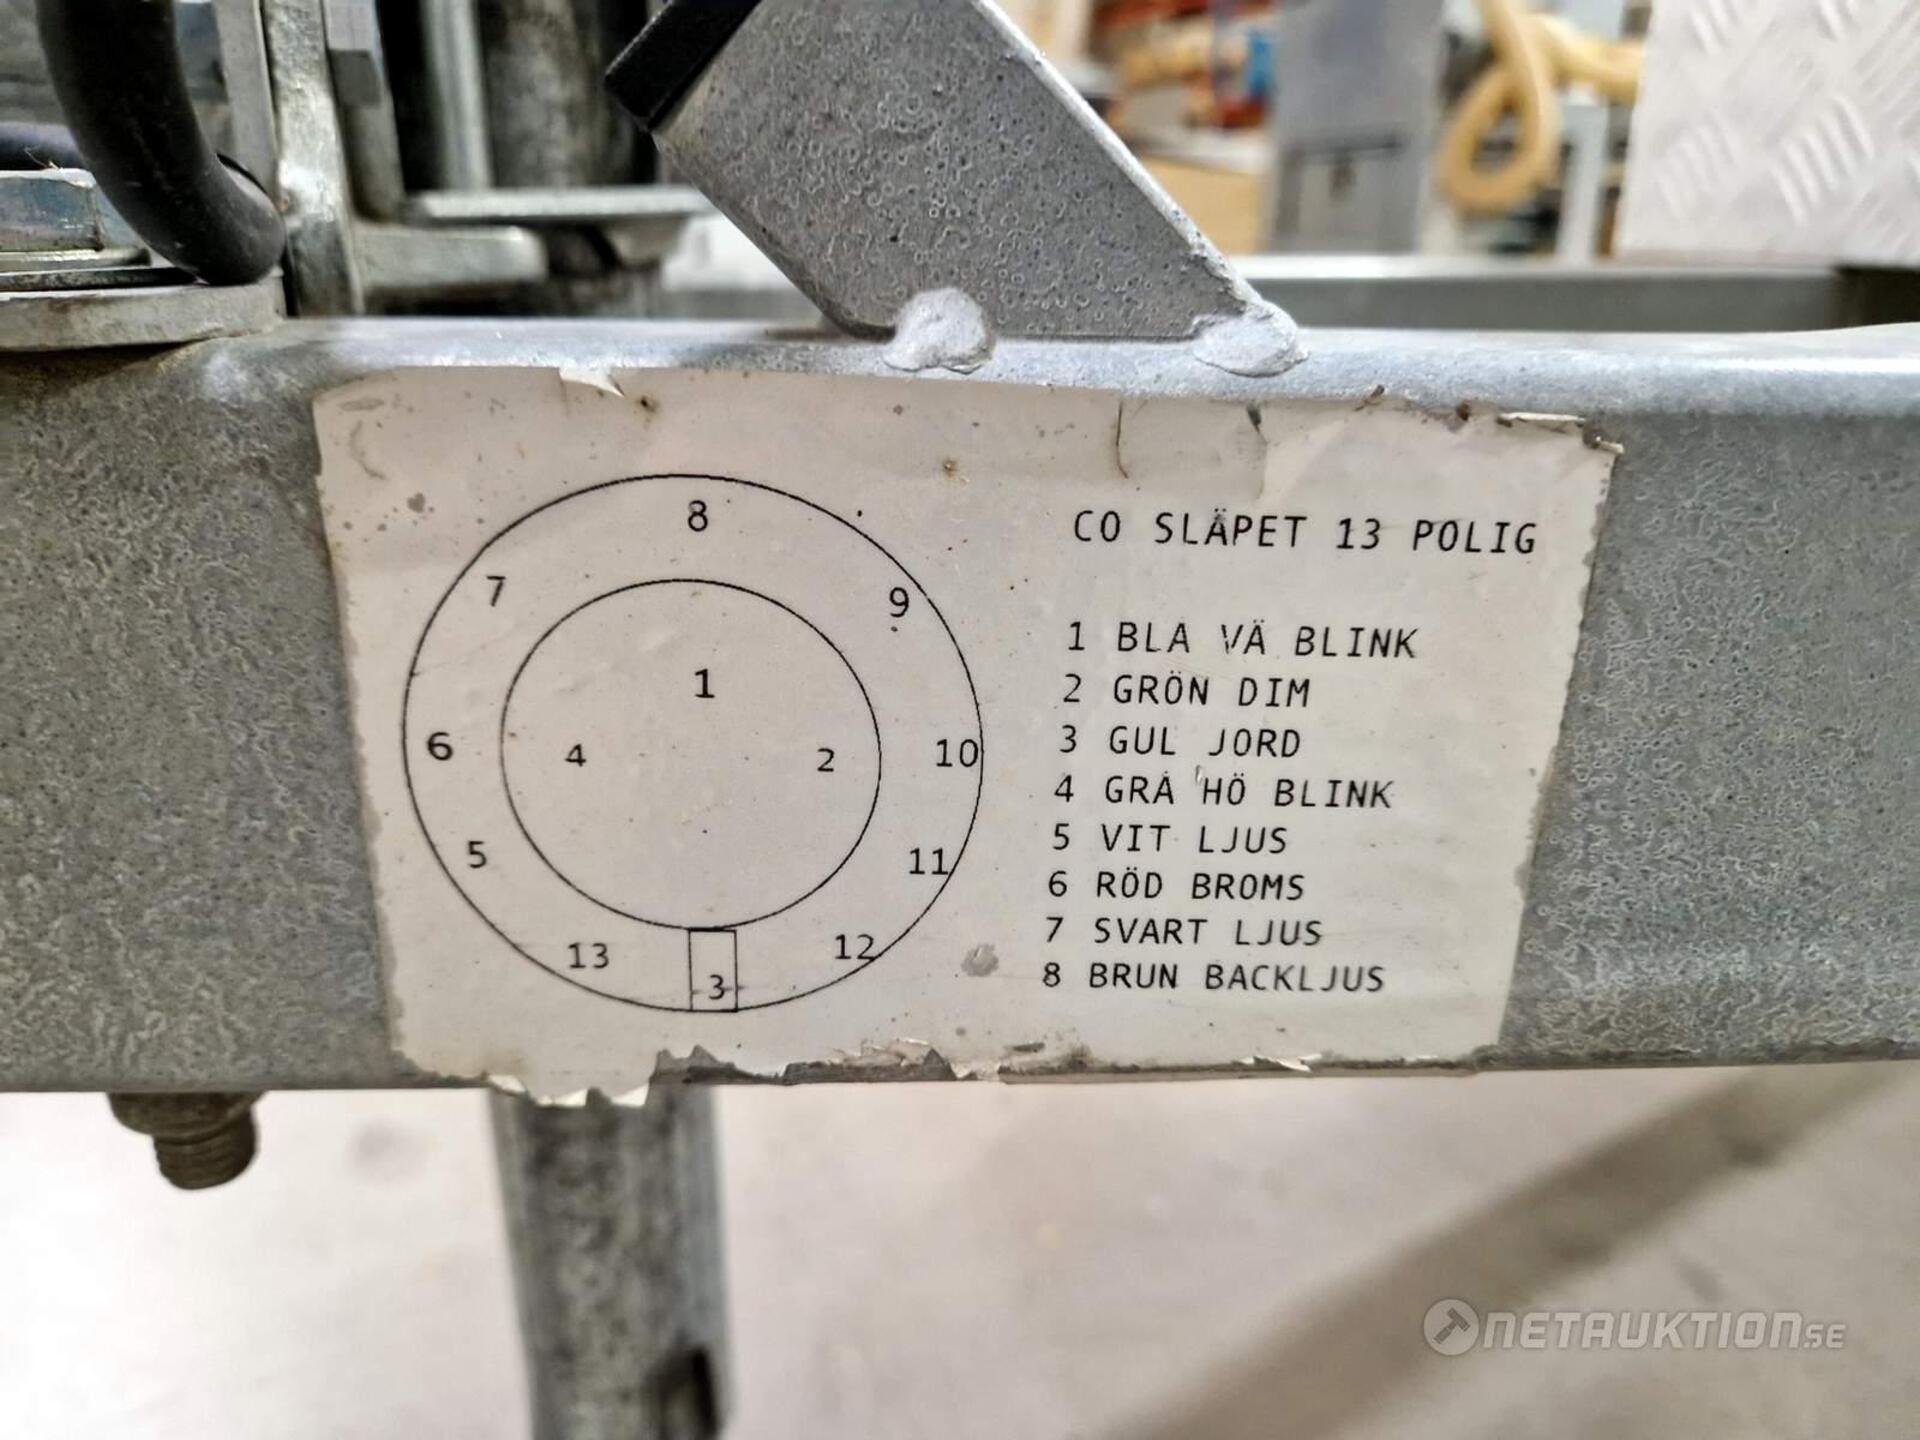 8
7
9
1
6
4
2
10
5
11
13
12
3
CO SLÄPET 13 POLIG
1 BLA VÄ BLINK
2 GRÖN DIM
3 GUL JORD
4 GRA HÖ BLINK
5 VIT LJUS
6 RÖD BROMS
7 SVART LJUS
8 BRUN BACKLJUS
NETAUKTION.SE